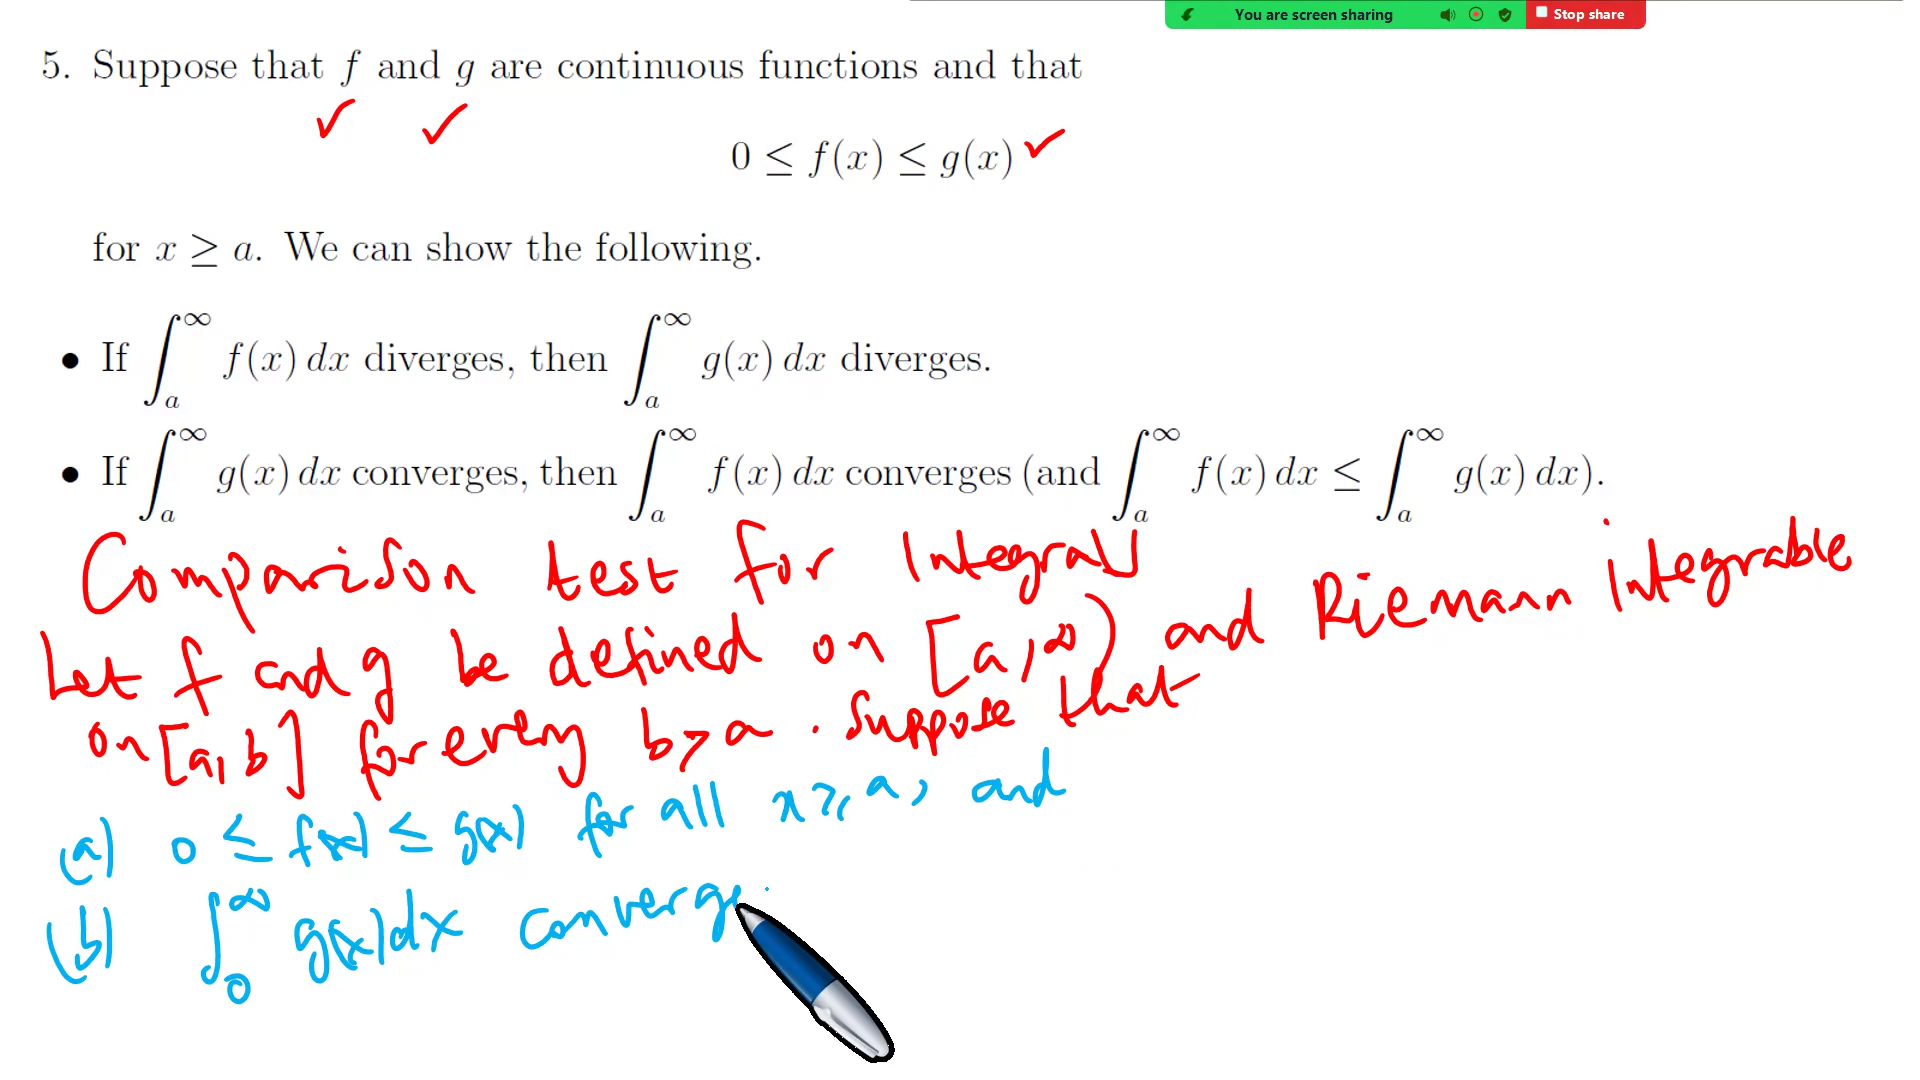 You are screen sharing Stop share
5. Suppose that f and g are continuous functions and that
0 ≤ f(x) ≤ g(x)
for x ≥ a. We can show the following.
• If ∫_a^∞ f(x) dx diverges, then ∫_a^∞ g(x) dx diverges.
• If ∫_a^∞ g(x) dx converges, then ∫_a^∞ f(x) dx converges (and ∫_a^∞ f(x) dx ≤ ∫_a^∞ g(x) dx).
Comparison test for Integrals
Let f and g be defined on [a, ∞) and Riemann integrable
on [a, b] for every b > a. Suppose that
(a) 0 ≤ f(x) ≤ g(x) for all x ≥ a, and
(b) ∫_0^∞ g(x) dx converge